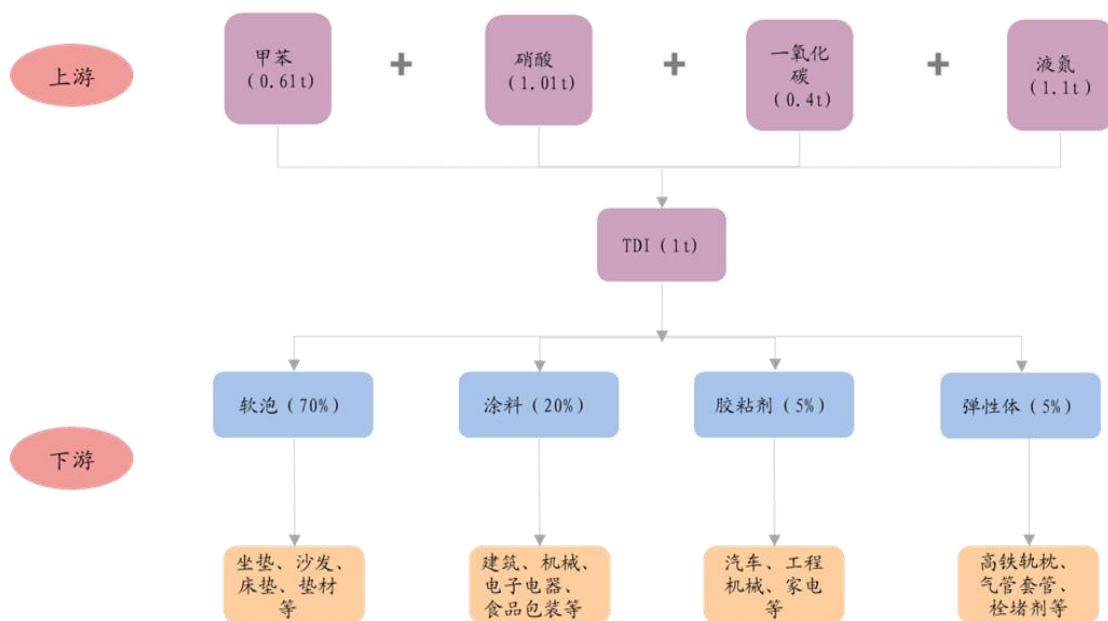 上游
甲苯
(0.61t)
+
硝酸
(1.01t)
+
一氧化
碳
(0.4t)
+
液氮
(1.1t)
TDI(1t)
下游
软泡(70%)
涂料(20%)
胶粘剂(5%)
弹性体(5%)
坐垫、沙发、
床垫、垫材
等
建筑、机械、
电子电器、
食品包装等
汽车、工程
机械、家电
等
高铁轨枕、
气管套管、
栓堵剂等